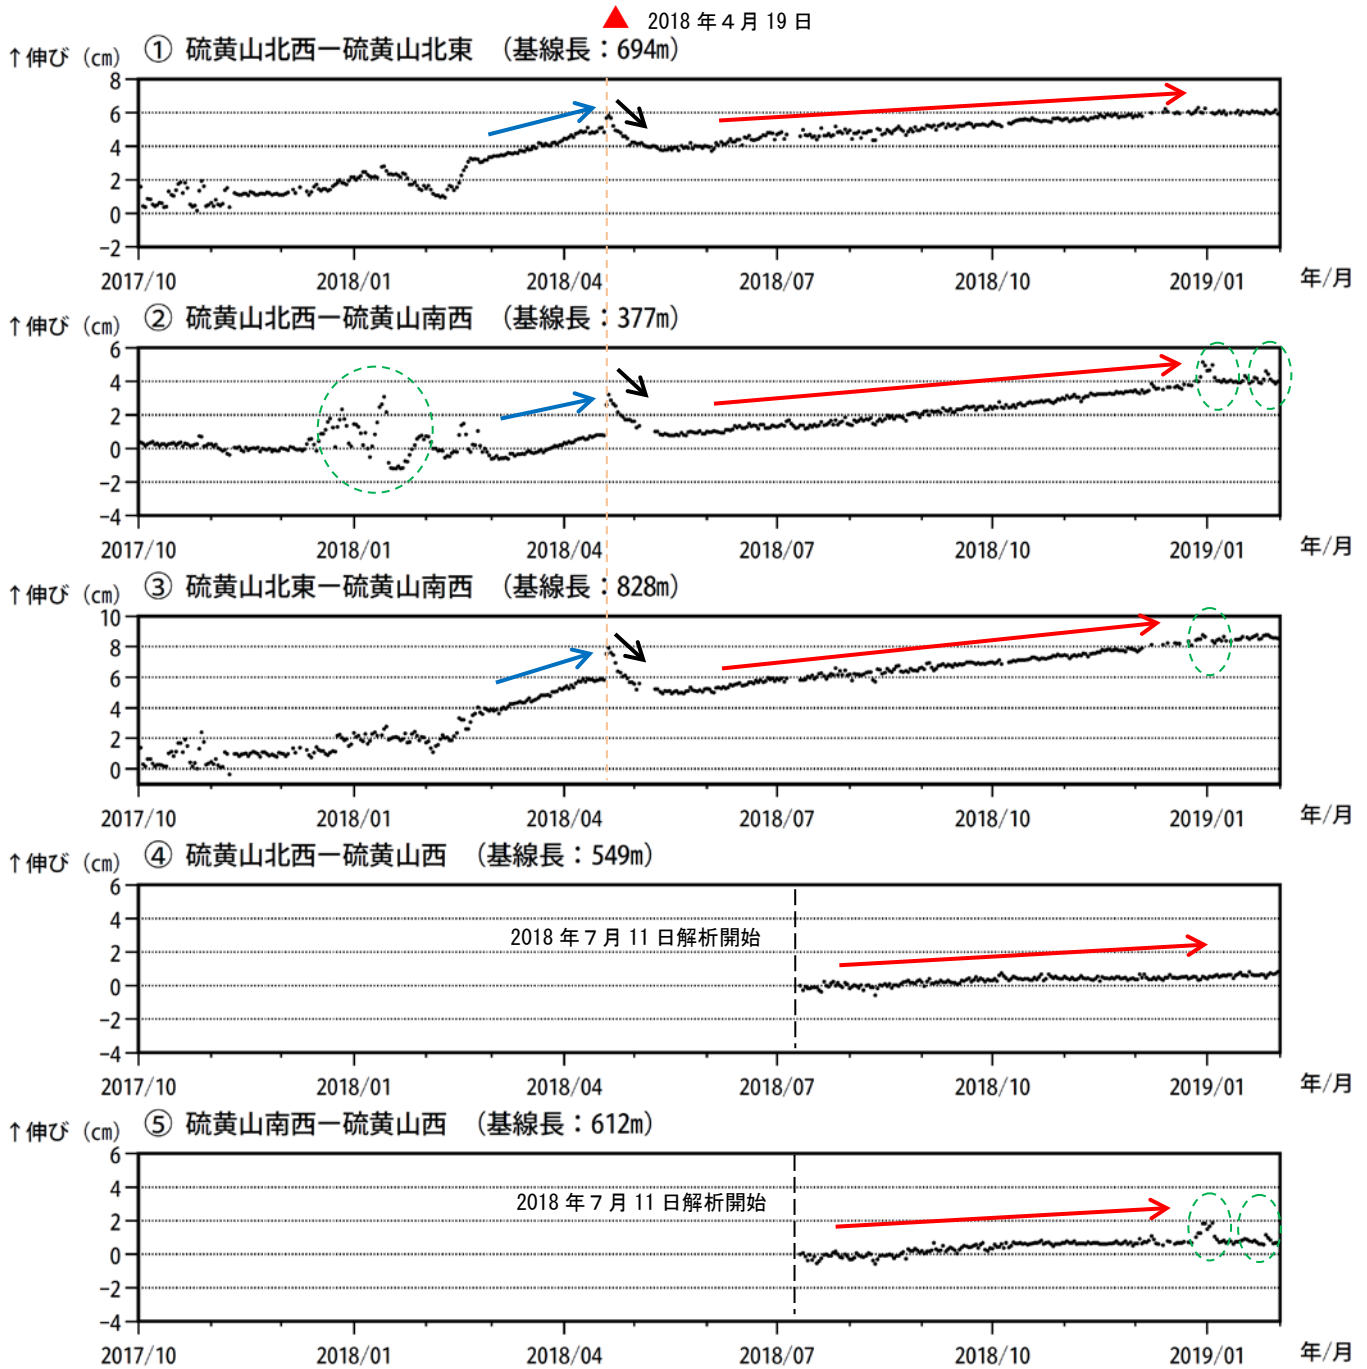 2018 年 4 月 19 日
↑伸び（㎝） ① 硫黄山北西ー硫黄山北東 （基線長：694m）
8
6
4
2
0
−2
2017/10 2018/01 2018/04 2018/07 2018/10 2019/01 年/月
↑伸び（㎝） ② 硫黄山北西ー硫黄山南西 （基線長：377m）
6
4
2
0
−2
−4
2017/10 2018/01 2018/04 2018/07 2018/10 2019/01 年/月
↑伸び（㎝） ③ 硫黄山北東ー硫黄山南西 （基線長：828m）
10
8
6
4
2
0
2017/10 2018/01 2018/04 2018/07 2018/10 2019/01 年/月
↑伸び（㎝） ④ 硫黄山北西ー硫黄山西 （基線長：549m）
6
4
2018 年７月 11 日解析開始
2
0
−2
−4
2017/10 2018/01 2018/04 2018/07 2018/10 2019/01 年/月
↑伸び（㎝） ⑤ 硫黄山南西ー硫黄山西 （基線長：612m）
6
4
2018 年７月 11 日解析開始
2
0
−2
−4
2017/10 2018/01 2018/04 2018/07 2018/10 2019/01 年/月